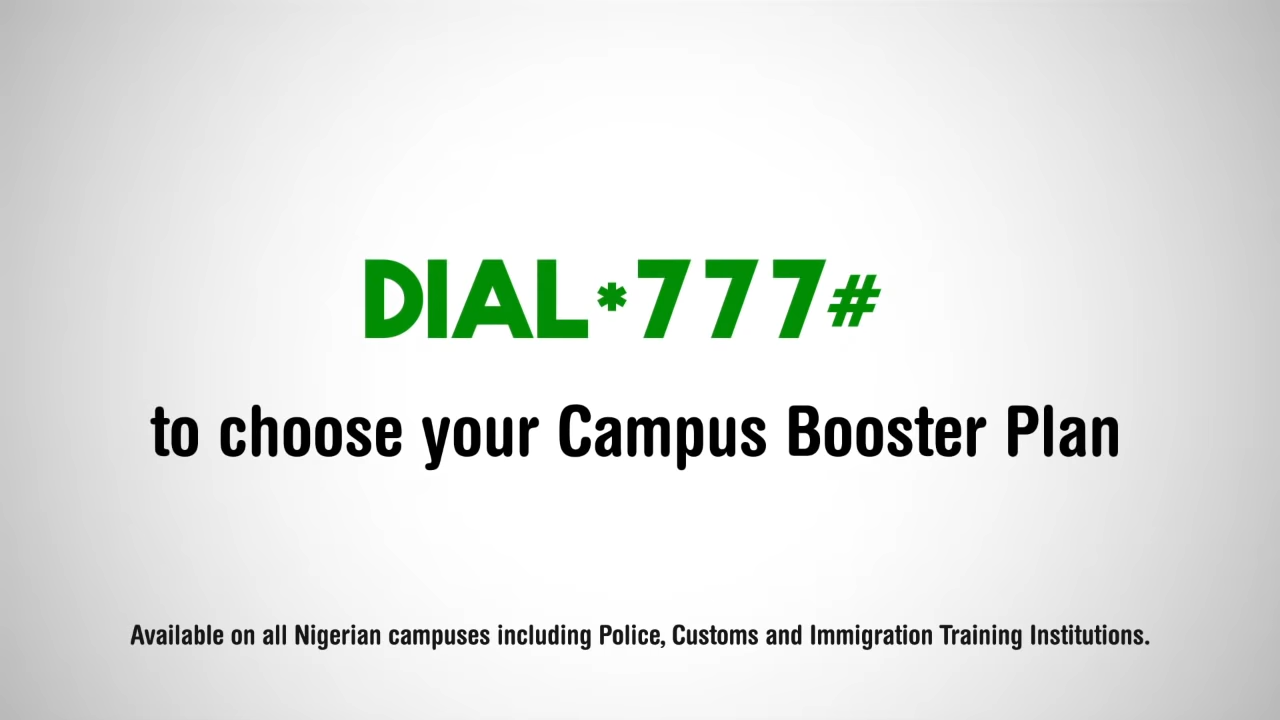 DIAL*777#
to choose your Campus Booster Plan
Available on all Nigerian campuses including Police, Customs and Immigration Training Institutions.